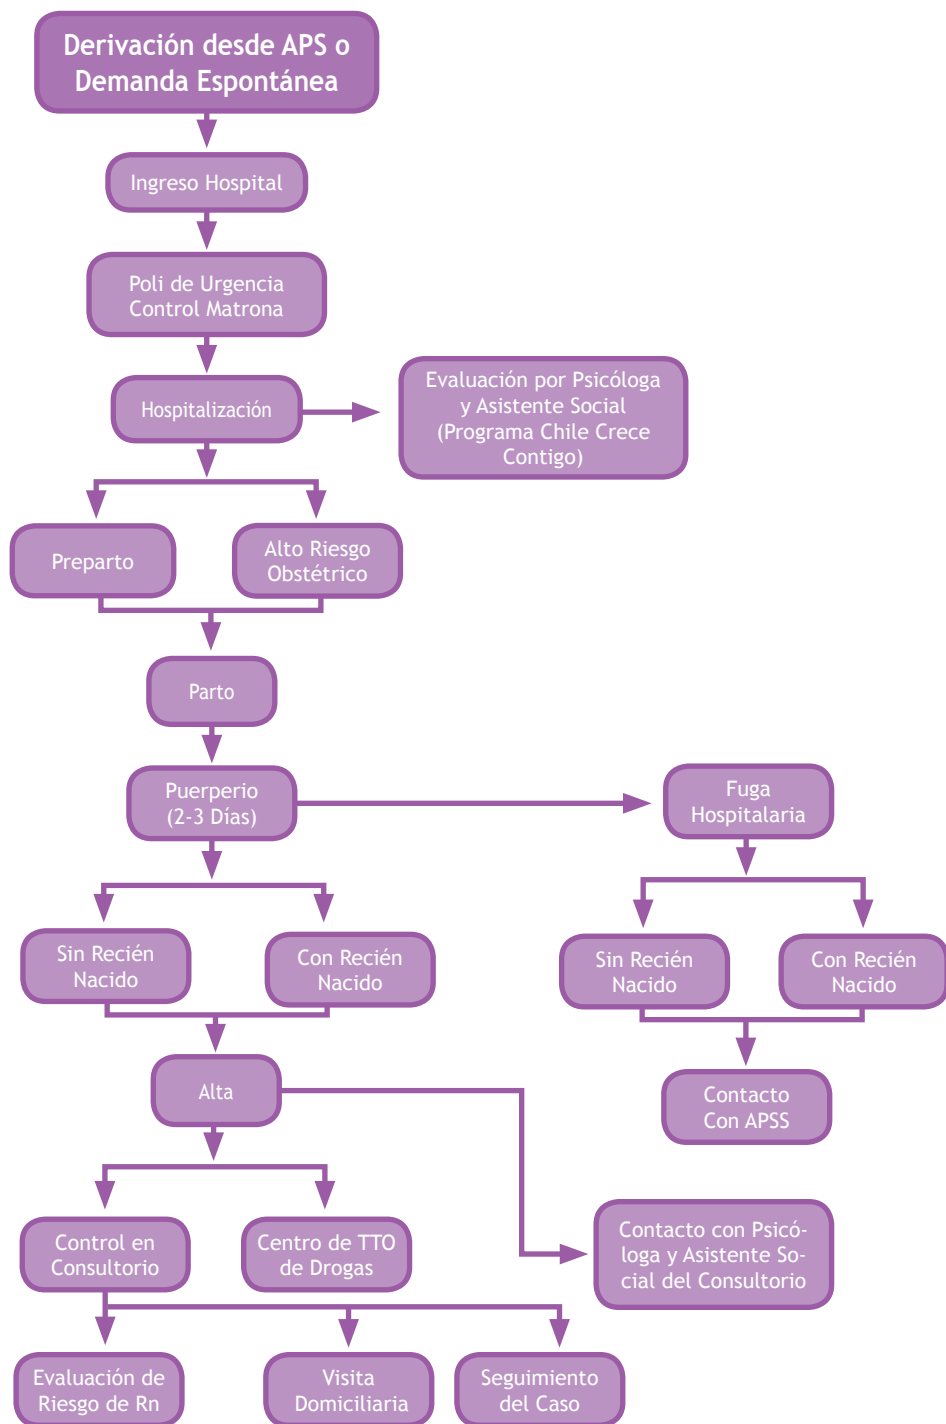 Derivación desde APS o
Demanda Espontánea
Ingreso Hospital
Poli de Urgencia
Control Matrona
Hospitalización
Evaluación por Psicóloga
y Asistente Social
(Programa Chile Crece
Contigo)
Preparto
Alto Riesgo
Obstétrico
Parto
Puerperio
(2-3 Días)
Fuga
Hospitalaria
Sin Recién
Nacido
Con Recién
Nacido
Sin Recién
Nacido
Con Recién
Nacido
Alta
Contacto
Con APSS
Control en
Consultorio
Centro de TTO
de Drogas
Contacto con Psicó-
loga y Asistente So-
cial del Consultorio
Evaluación de
Riesgo de Rn
Visita
Domiciliaria
Seguimiento
del Caso